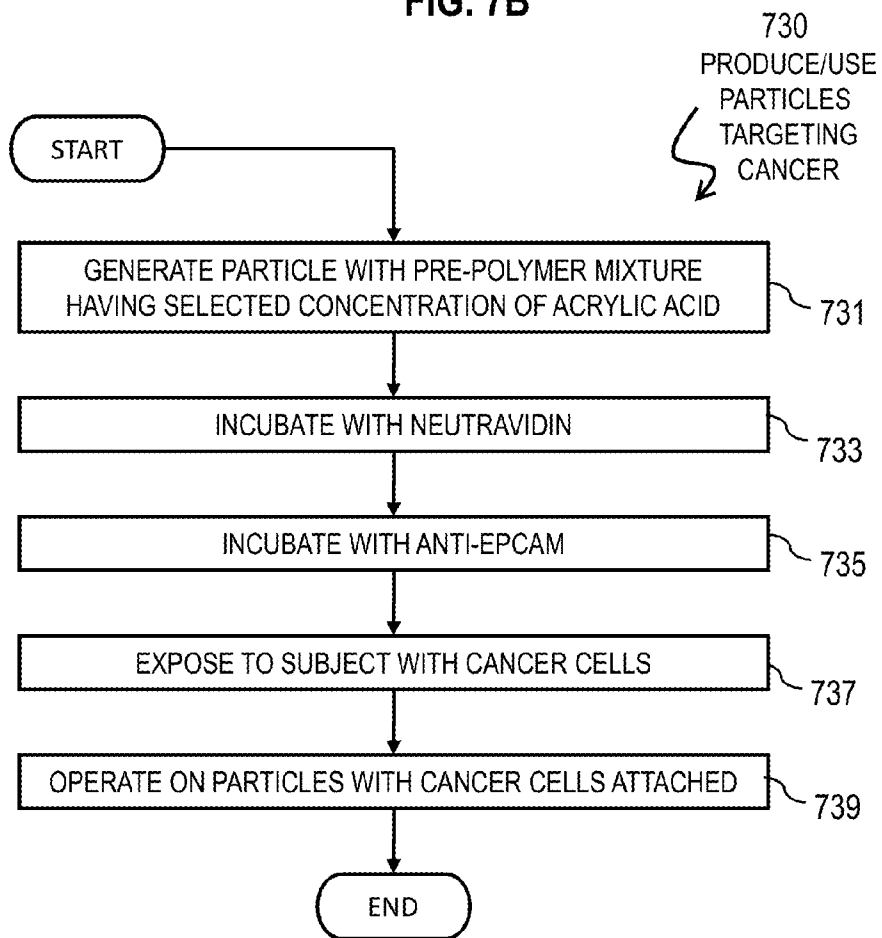 FIG. 7B
730
PRODUCE/USE
PARTICLES
TARGETING
CANCER
START
GENERATE PARTICLE WITH PRE-POLYMER MIXTURE
HAVING SELECTED CONCENTRATION OF ACRYLIC ACID
731
INCUBATE WITH NEUTRAVIDIN
733
INCUBATE WITH ANTI-EPCAM
735
EXPOSE TO SUBJECT WITH CANCER CELLS
737
OPERATE ON PARTICLES WITH CANCER CELLS ATTACHED
739
END